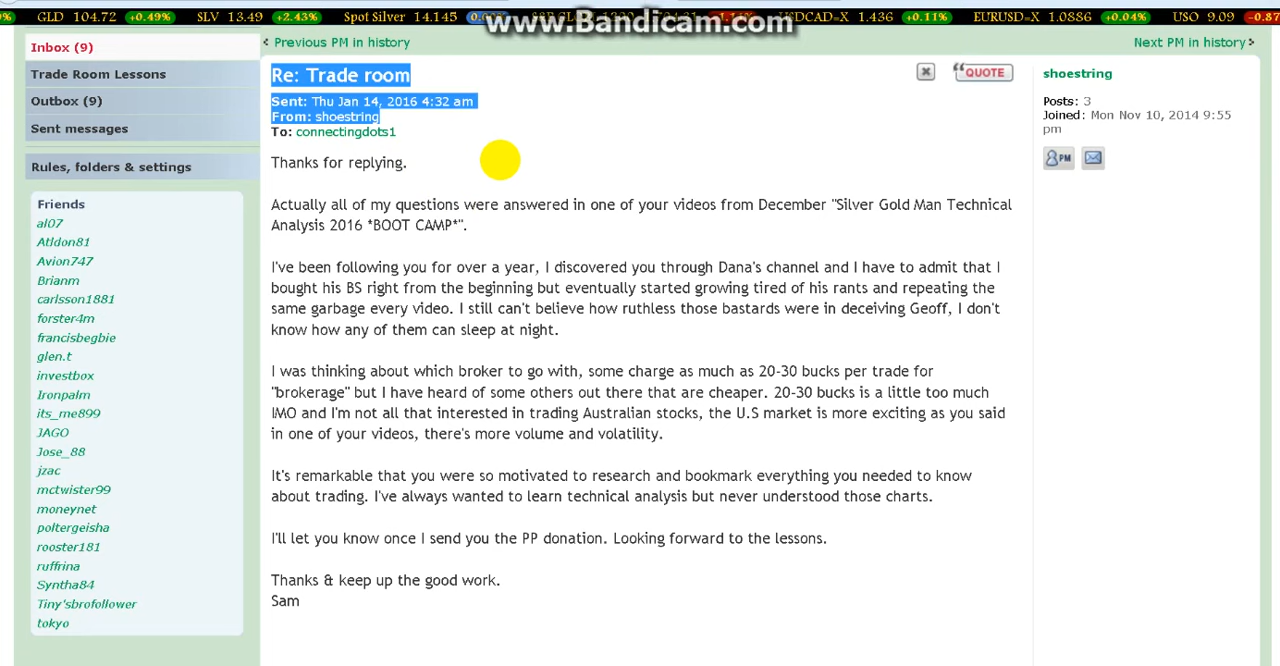 GLD 104.72 +0.49% SLV 13.49 +2.43% Spot Silver 14.145 USDCAD=X 1.436 +0.11% EURUSD=X 1.0886 +0.04% USO 9.09
www.Bandicam.com
Inbox (9)
Trade Room Lessons
Outbox (9)
Sent messages
Rules, folders & settings
Friends
al07
Atldon81
Avion747
Brianm
carlsson1881
forster4m
francisbegbie
glen.t
investbox
Ironpalm
its_me899
JAGO
Jose_88
jzac
mctwister99
moneynet
poltergeisha
rooster181
ruffrina
Syntha84
Tiny'sbrofollower
tokyo
Previous PM in history
Next PM in history
Re: Trade room
QUOTE
Sent: Thu Jan 14, 2016 4:32 am
From: shoestring
To: connectingdots1
Thanks for replying.
Actually all of my questions were answered in one of your videos from December "Silver Gold Man Technical
Analysis 2016 *BOOT CAMP*".
I've been following you for over a year, I discovered you through Dana's channel and I have to admit that I
bought his BS right from the beginning but eventually started growing tired of his rants and repeating the
same garbage every video. I still can't believe how ruthless those bastards were in deceiving Geoff, I don't
know how any of them can sleep at night.
I was thinking about which broker to go with, some charge as much as 20-30 bucks per trade for
"brokerage" but I have heard of some others out there that are cheaper. 20-30 bucks is a little too much
IMO and I'm not all that interested in trading Australian stocks, the U.S market is more exciting as you said
in one of your videos, there's more volume and volatility.
It's remarkable that you were so motivated to research and bookmark everything you needed to know
about trading. I've always wanted to learn technical analysis but never understood those charts.
I'll let you know once I send you the PP donation. Looking forward to the lessons.
Thanks & keep up the good work.
Sam
shoestring
Posts: 3
Joined: Mon Nov 10, 2014 9:55
pm
PM